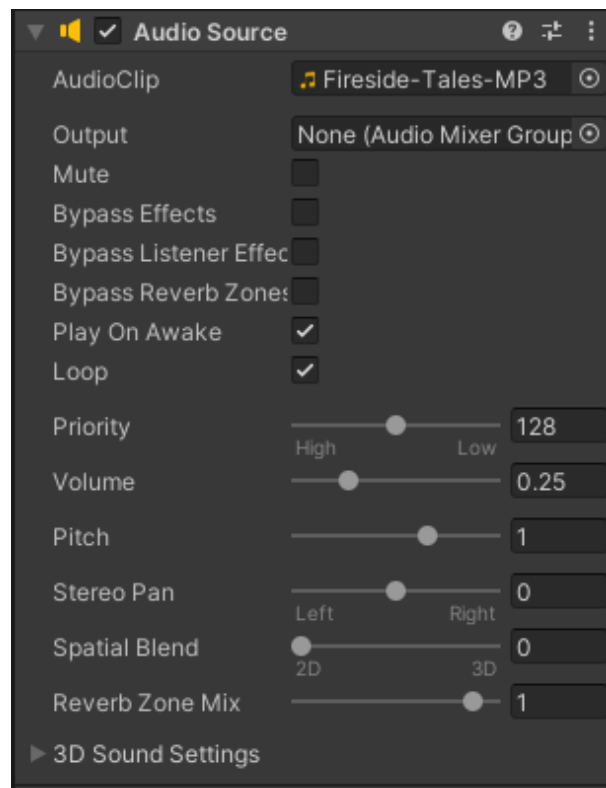 Audio Source
AudioClip Fireside-Tales-MP3
Output None (Audio Mixer Group
Mute
Bypass Effects
Bypass Listener Effec
Bypass Reverb Zones
Play On Awake
Loop
Priority 128
High Low
Volume 0.25
Pitch 1
Stereo Pan 0
Left Right
Spatial Blend 0
2D 3D
Reverb Zone Mix 1
3D Sound Settings